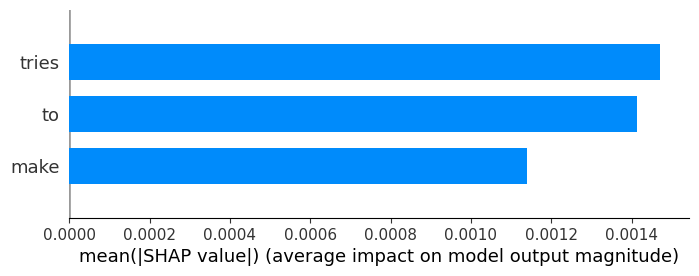 tries
to
make
0.0000 0.0002 0.0004 0.0006 0.0008 0.0010 0.0012 0.0014
mean(|SHAP value|) (average impact on model output magnitude)